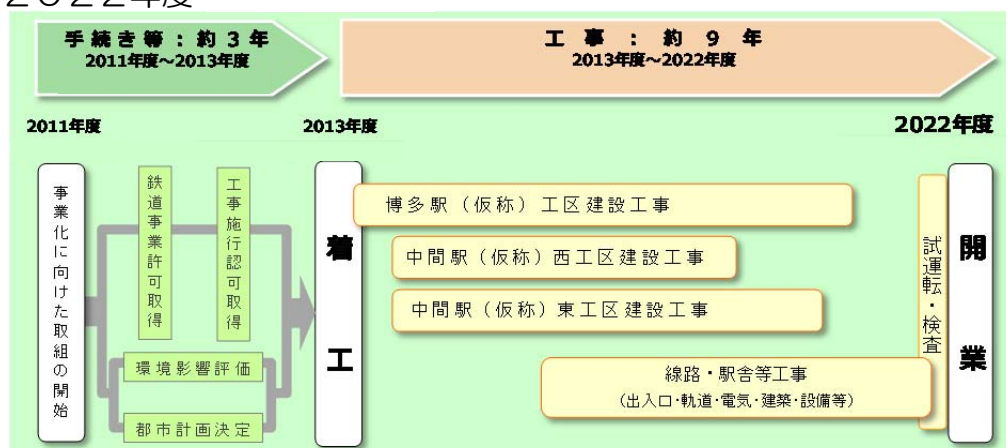 ２０２２年度
手続き等：約３年
2011年度～2013年度
工事：約９年
2013年度～2022年度
2011年度
2013年度
2022年度
事業化に向けた取組の開始
鉄道事業許可取得
工事施行認可取得
環境影響評価
都市計画決定
着工
博多駅（仮称）工区建設工事
中間駅（仮称）西工区建設工事
中間駅（仮称）東工区建設工事
線路・駅舎等工事
（出入口・軌道・電気・建築・設備等）
試運転・検査
開業